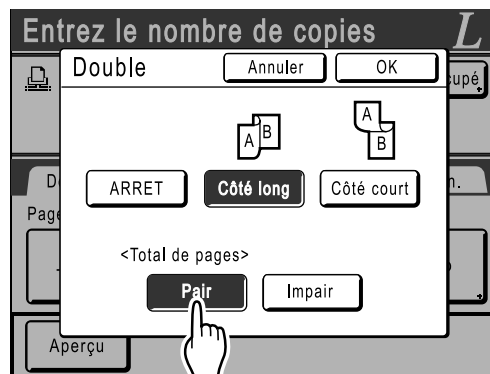 Entrez le nombre de copies L
Double Annuler OK
upé
A B
A
B
ARRET Côté long Côté court
Page
<Total de pages>
Pair Impair
Aperçu